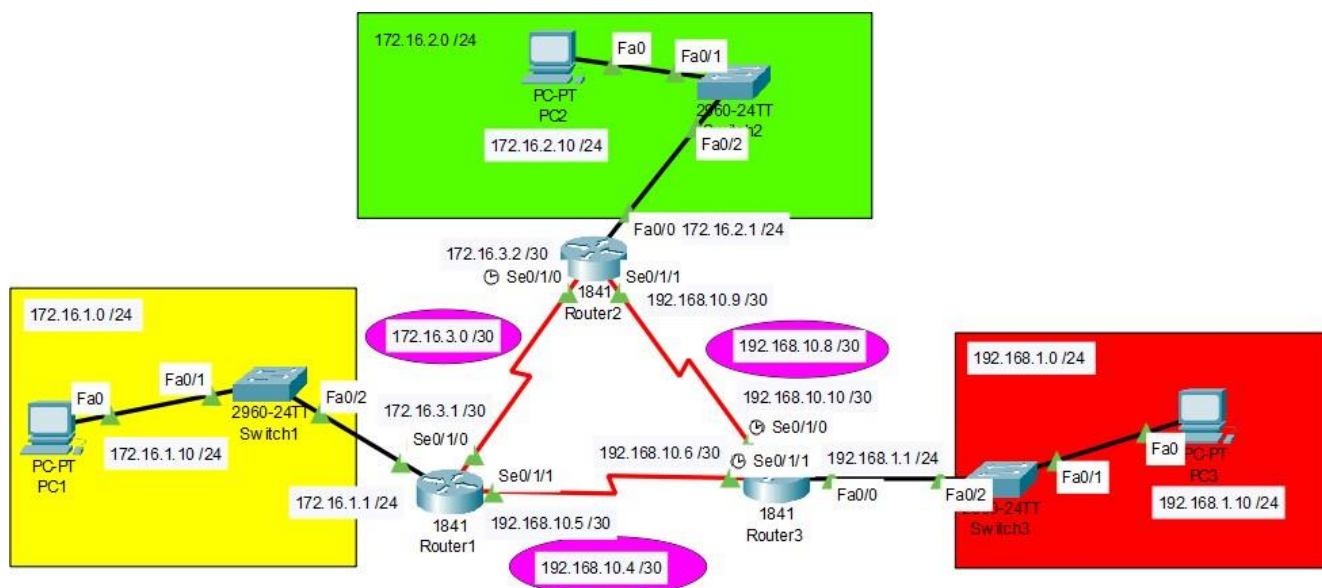 172.16.2.0 /24
Fa0
Fa0/1
PC-PT
PC2
2960-24TT
Switch2
172.16.2.10 /24
Fa0/2
Fa0/0 172.16.2.1 /24
172.16.3.2 /30
Se0/1/0
Se0/1/1
1841
Router2
192.168.10.9 /30
172.16.1.0 /24
172.16.3.0 /30
192.168.10.8 /30
192.168.1.0 /24
Fa0
Fa0/1
2960-24TT
Switch1
Fa0/2
PC-PT
PC1
172.16.1.10 /24
172.16.3.1 /30
Se0/1/0
Se0/1/1
172.16.1.1 /24
1841
Router1
192.168.10.5 /30
192.168.10.4 /30
192.168.10.10 /30
Se0/1/0
192.168.10.6 /30
Se0/1/1
192.168.1.1 /24
Fa0/0
1841
Router3
Fa0/2
2960-24TT
Switch3
Fa0/1
Fa0
PC-PT
PC3
192.168.1.10 /24